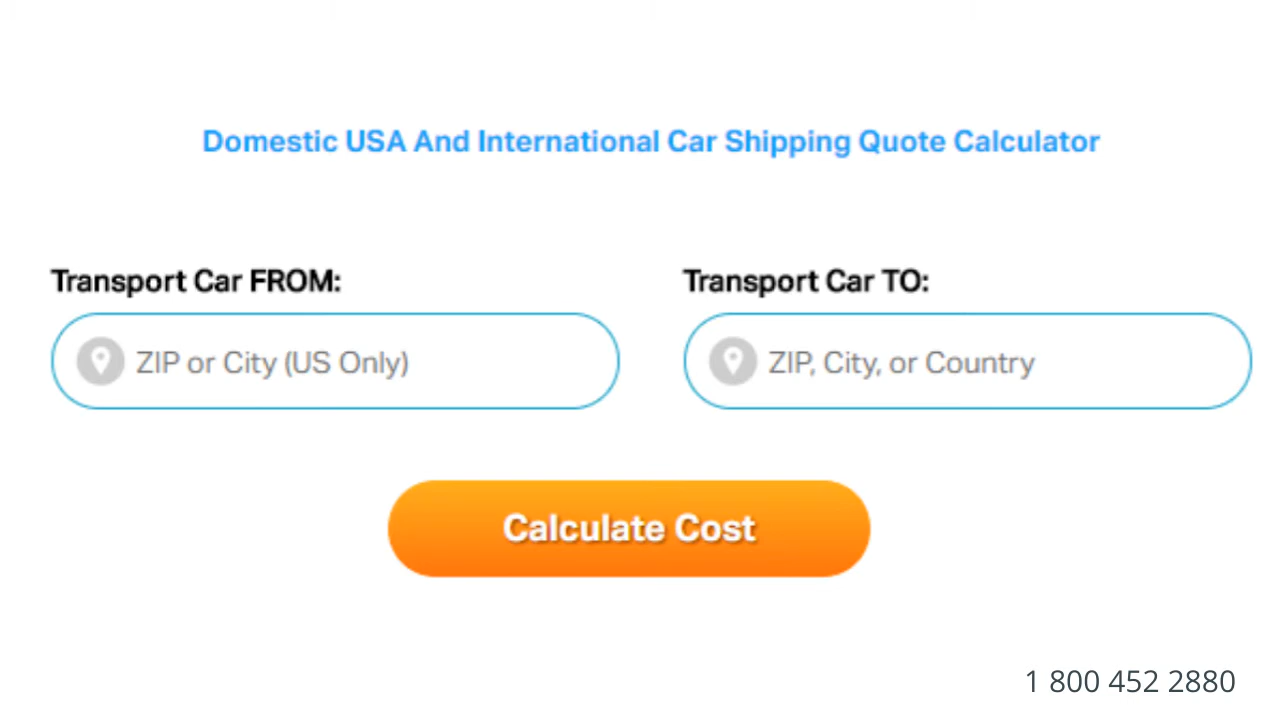 Domestic USA And International Car Shipping Quote Calculator
Transport Car FROM:
Transport Car TO:
ZIP or City (US Only)
ZIP, City, or Country
Calculate Cost
1 800 452 2880